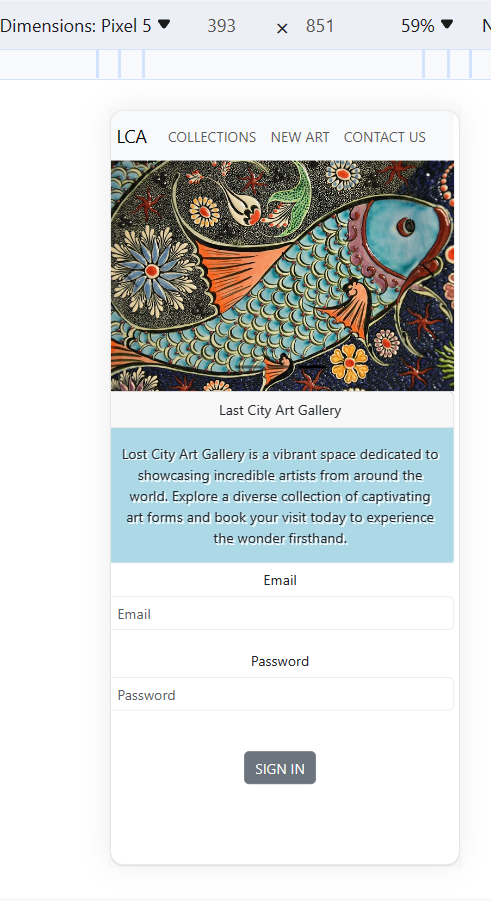 Dimensions: Pixel 5 393 × 851 59%
LCA COLLECTIONS NEW ART CONTACT US
Last City Art Gallery
Lost City Art Gallery is a vibrant space dedicated to
showcasing incredible artists from around the
world. Explore a diverse collection of captivating
art forms and book your visit today to experience
the wonder firsthand.
Email
Email
Password
Password
SIGN IN